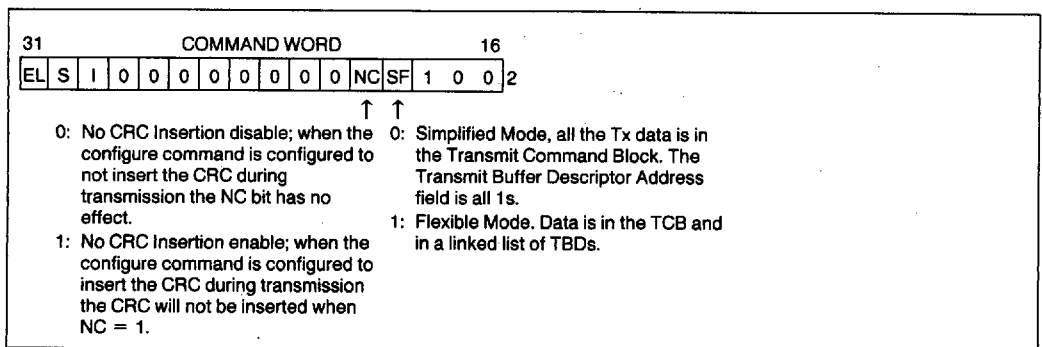 31 COMMAND WORD 16
EL S I 0 0 0 0 0 0 0 0 NC SF 1 0 0 2
↑ ↑
0: No CRC Insertion disable; when the
configure command is configured to
not insert the CRC during
transmission the NC bit has no
effect.
1: No CRC Insertion enable; when the
configure command is configured to
insert the CRC during transmission
the CRC will not be inserted when
NC = 1.
0: Simplified Mode, all the Tx data is in
the Transmit Command Block. The
Transmit Buffer Descriptor Address
field is all 1s.
1: Flexible Mode. Data is in the TCB and
in a linked list of TBDs.